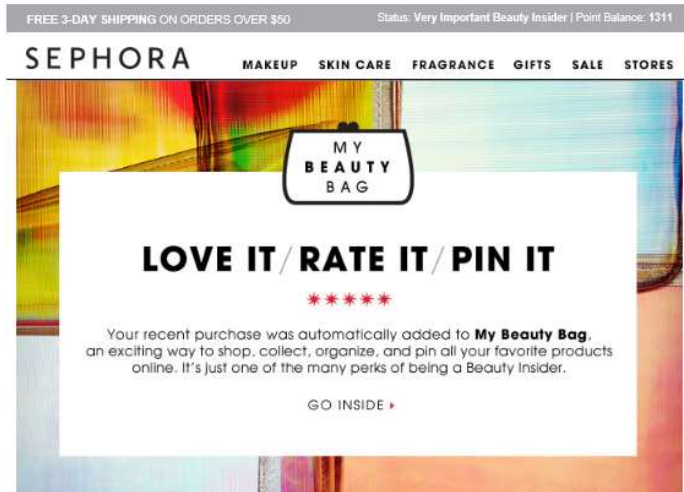 FREE 3-DAY SHIPPING ON ORDERS OVER $50
Status: Very Important Beauty Insider | Point Balance: 1311
SEPHORA
MAKEUP SKIN CARE FRAGRANCE GIFTS SALE STORES
MY
BEAUTY
BAG
LOVE IT/RATE IT/PIN IT
Your recent purchase was automatically added to My Beauty Bag,
an exciting way to shop, collect, organize, and pin all your favorite products
online. It's just one of the many perks of being a Beauty Insider.
GO INSIDE